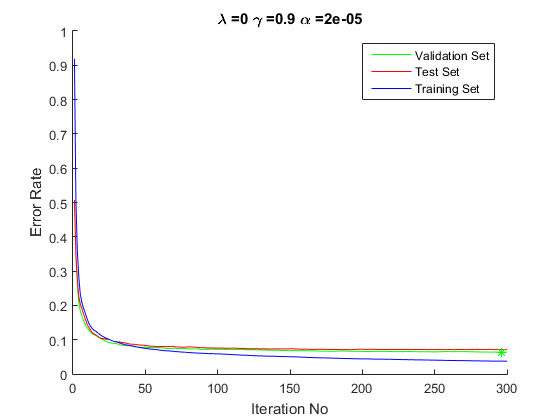 λ =0 γ =0.9 α =2e-05
Validation Set
Test Set
Training Set
1
0.9
0.8
0.7
0.6
0.5
0.4
0.3
0.2
0.1
0
Error Rate
0 50 100 150 200 250 300
Iteration No